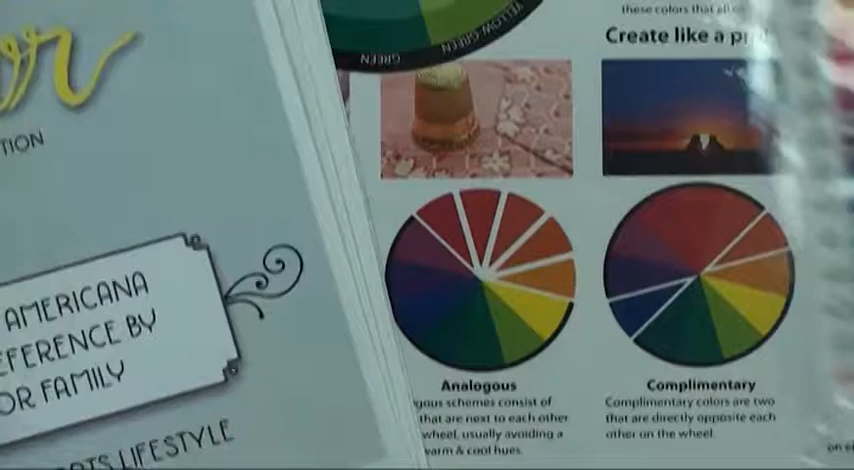 TION
AMERICANA
EFERENCE BY
OR FAMILY
LIFESTYLE
these colors that
Create like a
GREEN
YELLOW-GREEN
Analogous
gous schemes consist of
that are next to each other
wheel, usually avoiding a
warm & cool hues.
Complimentary
Complimentary colors are two
that are directly opposite each
other on the wheel.